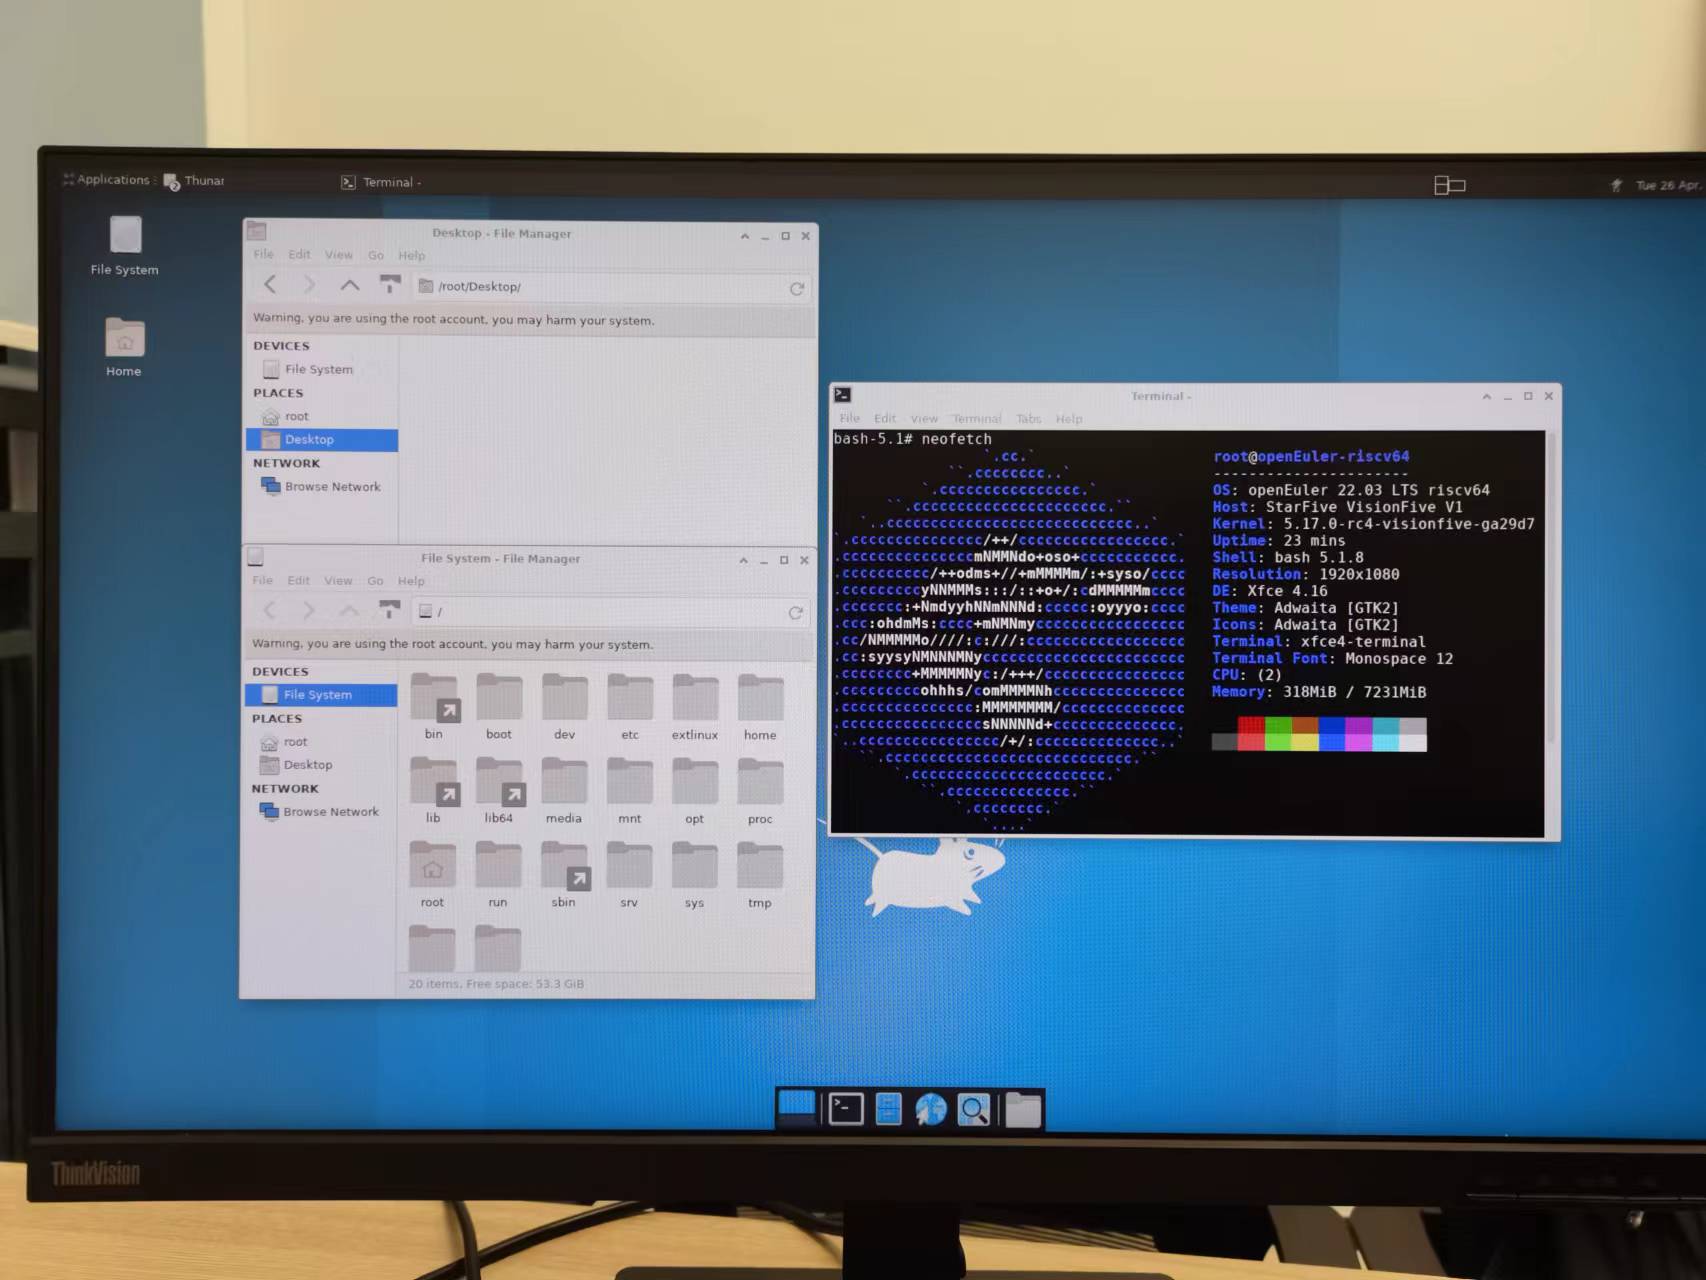 Applications
Thunar
Terminal -
Tue 26 Apr,
File System
Home
Desktop - File Manager
File Edit View Go Help
/root/Desktop/
Warning, you are using the root account, you may harm your system.
DEVICES
File System
PLACES
root
Desktop
NETWORK
Browse Network
File System - File Manager
File Edit View Go Help
/
Warning, you are using the root account, you may harm your system.
DEVICES
File System
PLACES
root
Desktop
NETWORK
Browse Network
bin boot dev etc extlinux home
lib lib64 media mnt opt proc
root run sbin srv sys tmp
20 items, Free space: 53.3 GiB
Terminal -
File Edit View Terminal Tabs Help
bash-5.1# neofetch
root@openEuler-riscv64
----------------------
OS: openEuler 22.03 LTS riscv64
Host: StarFive VisionFive V1
Kernel: 5.17.0-rc4-visionfive-ga29d7
Uptime: 23 mins
Shell: bash 5.1.8
Resolution: 1920x1080
DE: Xfce 4.16
Theme: Adwaita [GTK2]
Icons: Adwaita [GTK2]
Terminal: xfce4-terminal
Terminal Font: Monospace 12
CPU: (2)
Memory: 318MiB / 7231MiB
ThinkVision